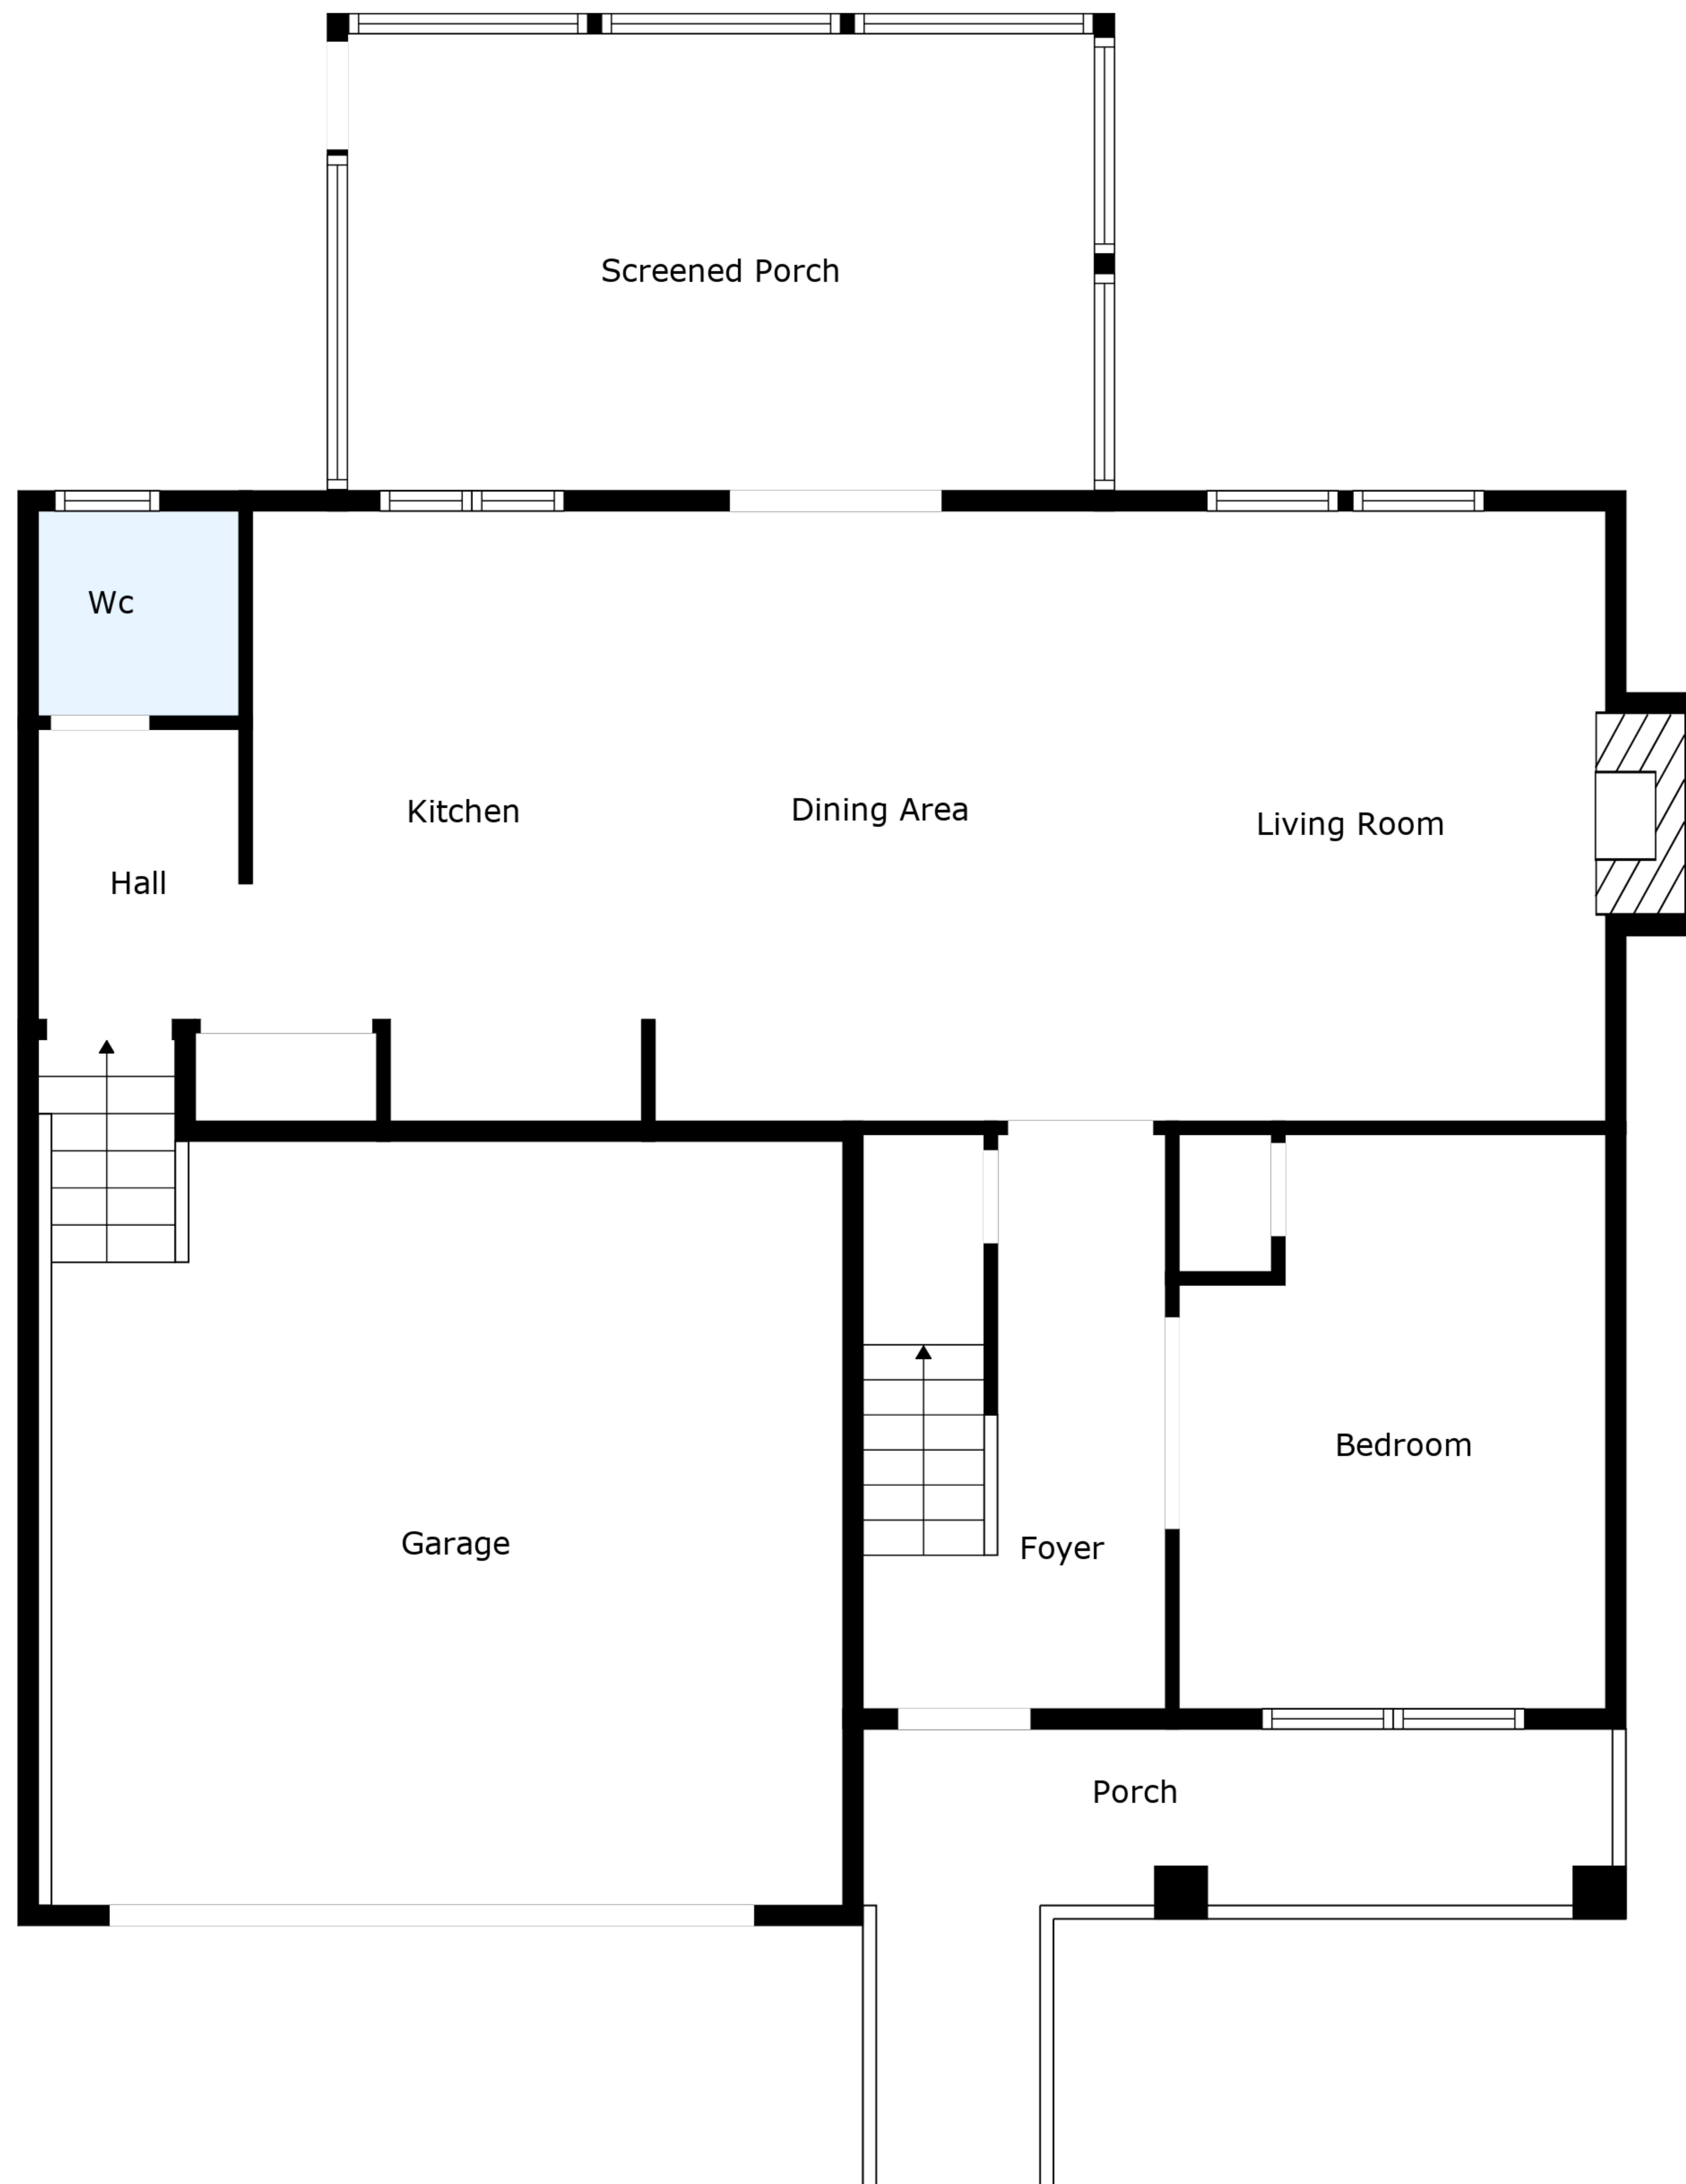 Screened Porch
Wc
Kitchen
Dining Area
Living Room
Hall
Bedroom
Garage
Foyer
Porch